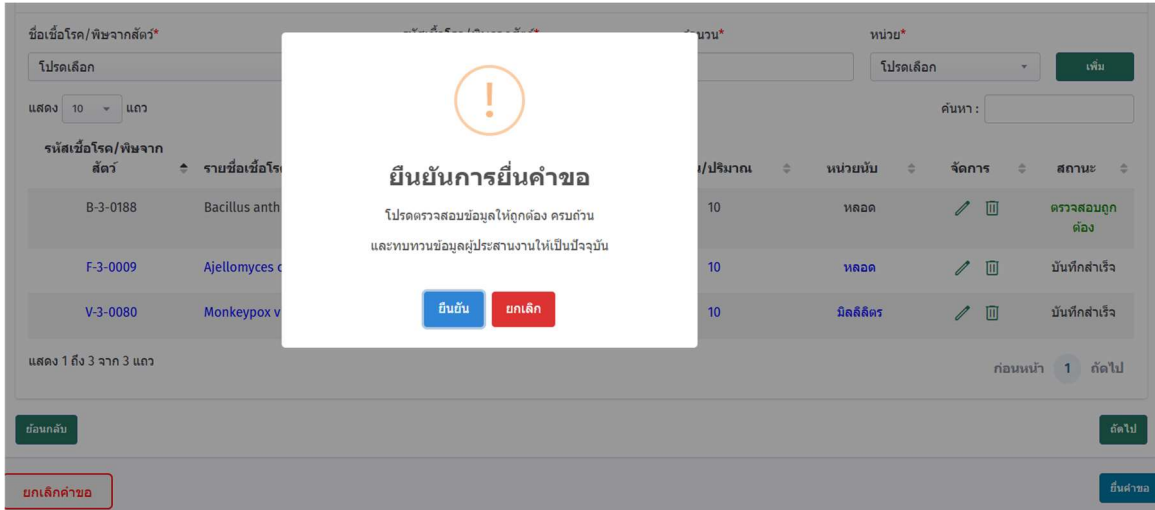 ชื่อเชื้อโรค/พิษจากสัตว์*
หน่วย*
โปรดเลือก
โปรดเลือก
เพิ่ม
แสดง 10 แถว
ค้นหา :
รหัสเชื้อโรค/พิษจาก
สัตว์
หน่วยนับ
จัดการ
สถานะ
B-3-0188
Bacillus anth
10
หลอด
ตรวจสอบถูก
ต้อง
F-3-0009
Ajellomyces
10
หลอด
บันทึกสำเร็จ
V-3-0080
Monkeypox v
10
มิลลิลิตร
บันทึกสำเร็จ
แสดง 1 ถึง 3 จาก 3 แถว
ก่อนหน้า 1 ถัดไป
!
ยืนยันการยื่นคำขอ
โปรดตรวจสอบข้อมูลให้ถูกต้อง ครบถ้วน
และทบทวนข้อมูลผู้ประสานงานให้เป็นปัจจุบัน
ยืนยัน
ยกเลิก
ย้อนกลับ
ถัดไป
ยกเลิกคำขอ
ยื่นคำขอ